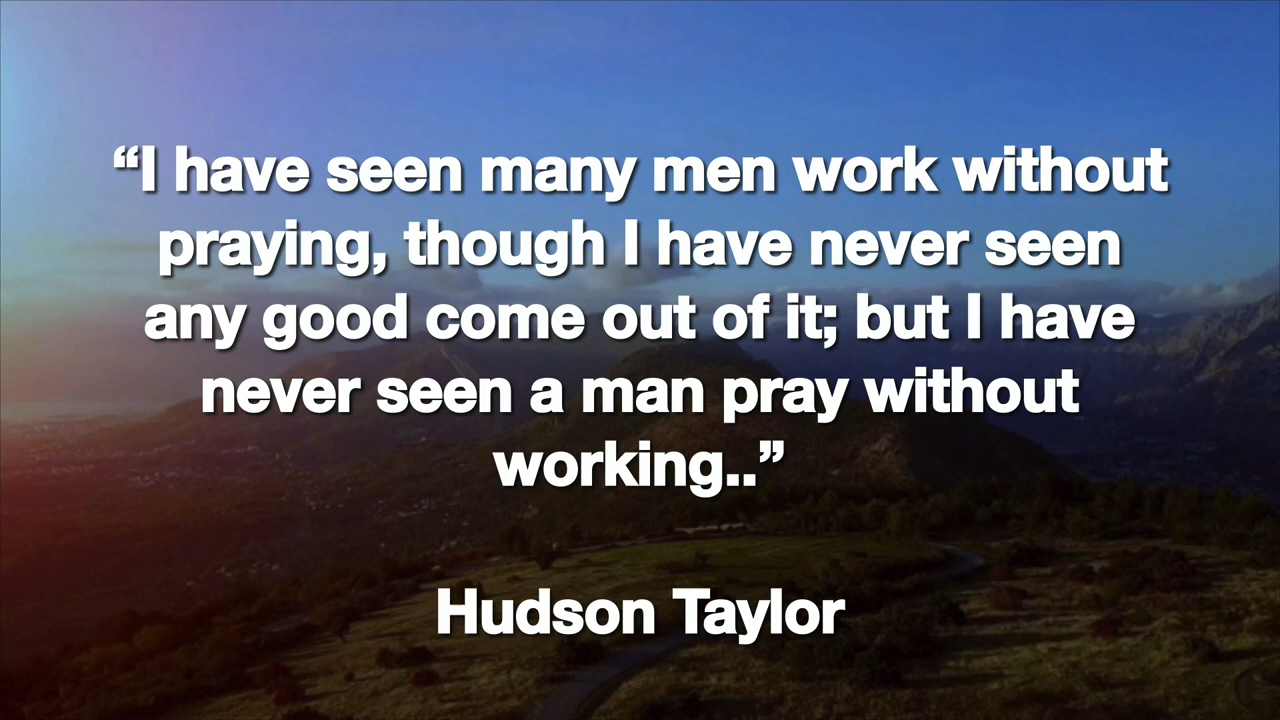 “I have seen many men work without
praying, though I have never seen
any good come out of it; but I have
never seen a man pray without
working..”
Hudson Taylor